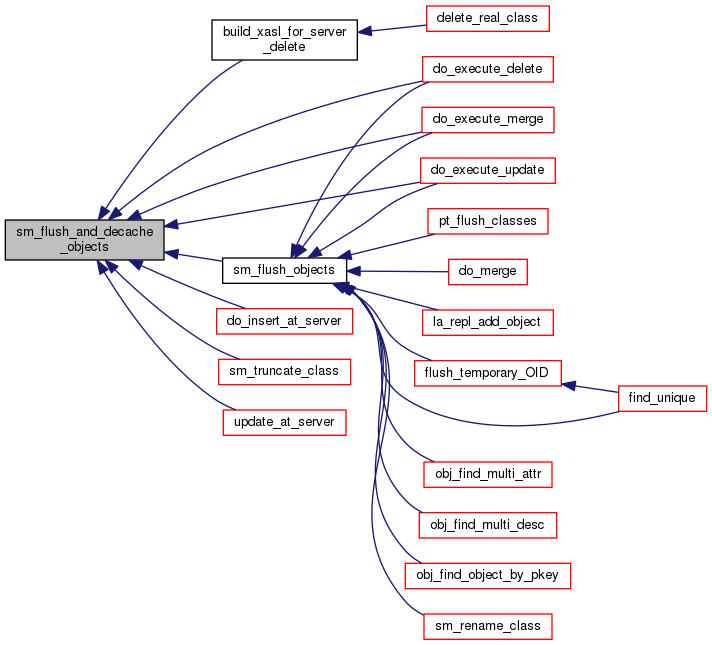 sm_flush_and_decache
_objects
build_xasl_for_server
_delete
delete_real_class
do_execute_delete
do_execute_merge
do_execute_update
sm_flush_objects
pt_flush_classes
do_merge
la_repl_add_object
flush_temporary_OID
find_unique
obj_find_multi_attr
obj_find_multi_desc
obj_find_object_by_pkey
sm_rename_class
do_insert_at_server
sm_truncate_class
update_at_server